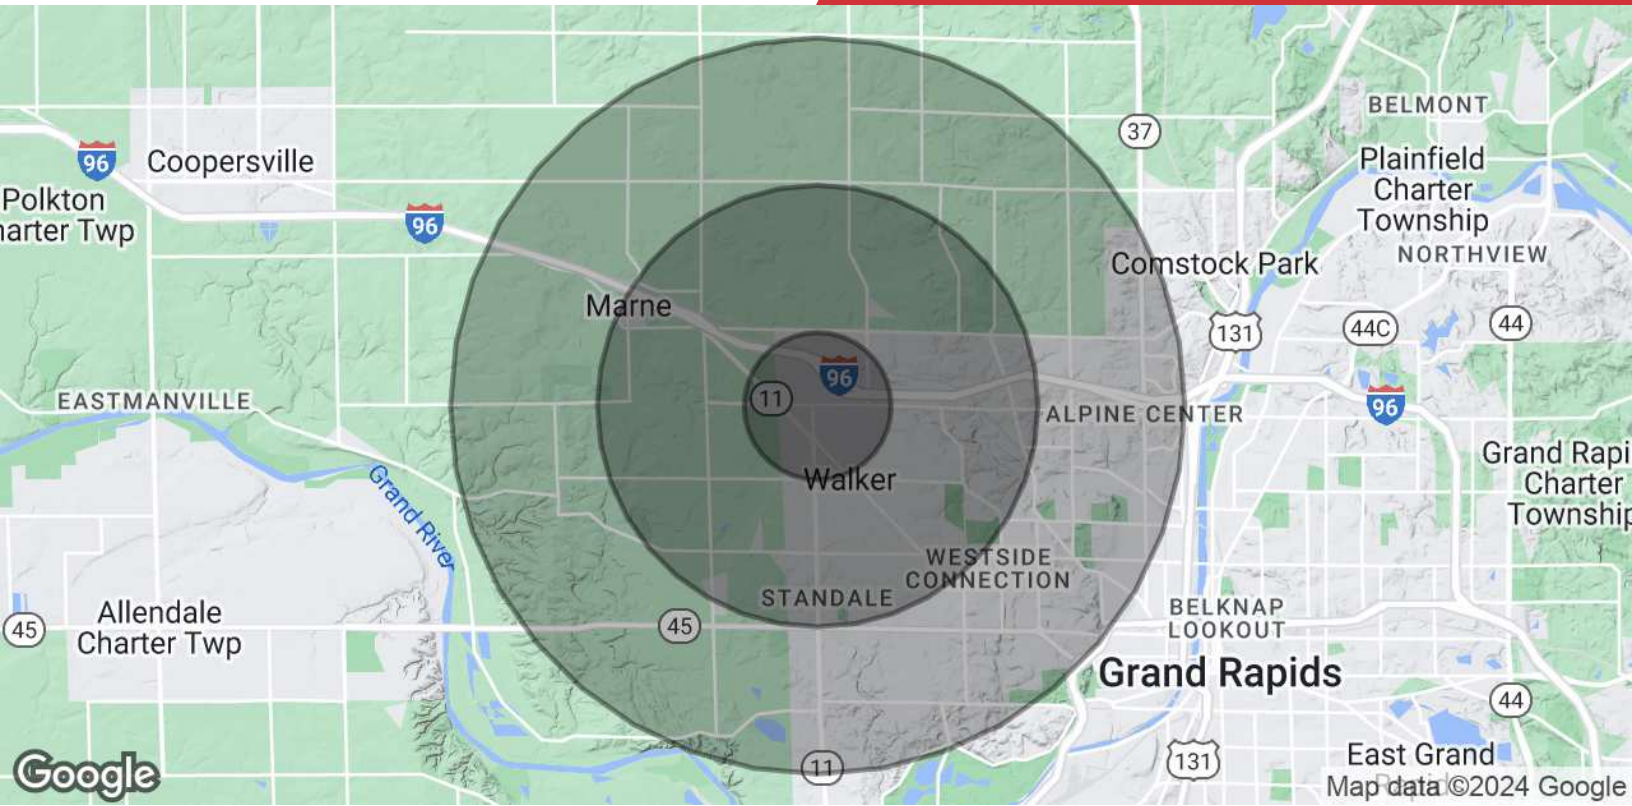 BELMONT
37
96
Coopersville
Plainfield
Charter
Township
Polkton
harter Twp
96
NORTHVIEW
Comstock Park
Marne
131
44C
44
96
11
96
EASTMANVILLE
ALPINE CENTER
Grand Rapi
Charter
Township
Walker
Grand River
WESTSIDE
CONNECTION
STANDALE
Allendale
Charter Twp
45
45
BELKNAP
LOOKOUT
Grand Rapids
44
East Grand
131
11
Google
Map data ©2024 Google